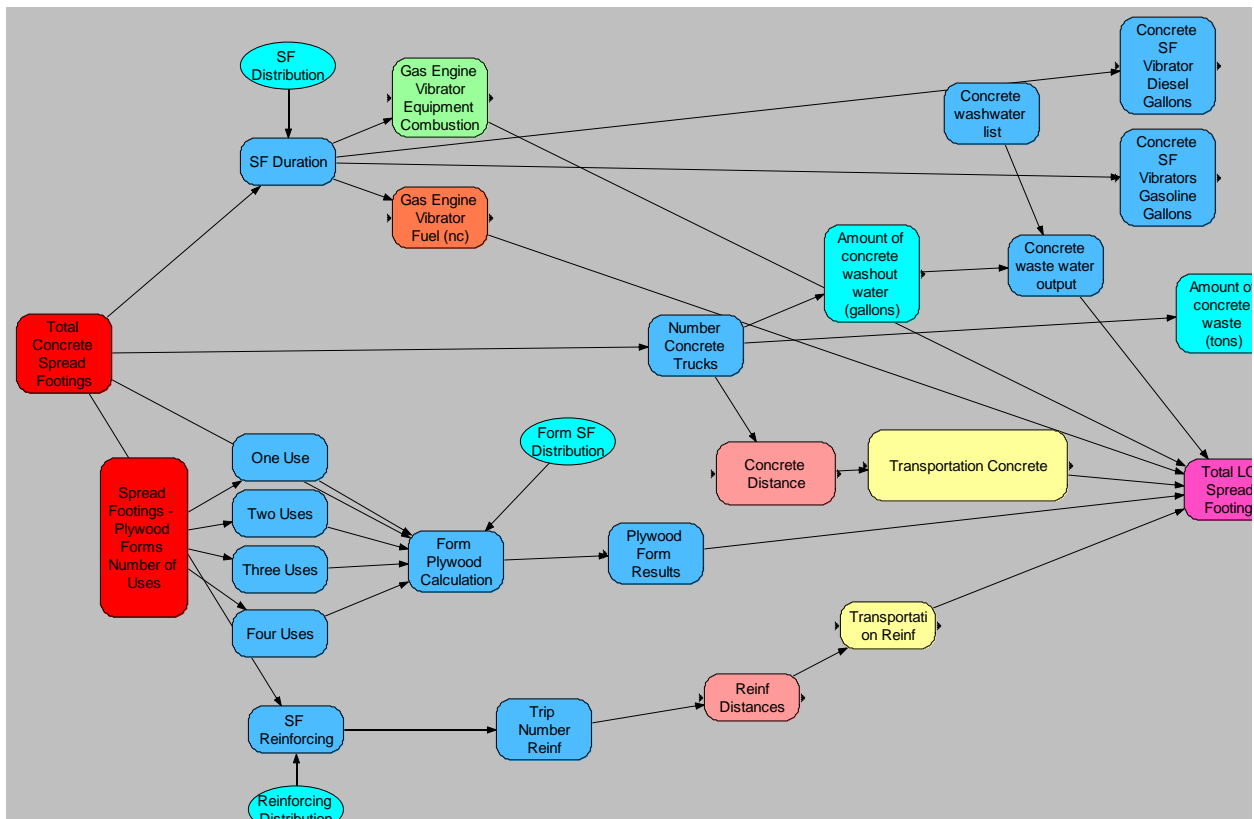 SF
Distribution
Gas Engine
Vibrator
Equipment
Combustion
Concrete
SF
Vibrator
Diesel
Gallons
Concrete
washwater
list
SF Duration
Concrete
SF
Vibrators
Gasoline
Gallons
Gas Engine
Vibrator
Fuel (nc)
Amount of
concrete
washout
water
(gallons)
Concrete
waste water
output
Amount of
concrete
waste
(tons)
Total
Concrete
Spread
Footings
Number
Concrete
Trucks
One Use
Form SF
Distribution
Concrete
Distance
Transportation Concrete
Total LC
Spread
Footing
Spread
Footings -
Plywood
Forms
Number of
Uses
Two Uses
Three Uses
Form
Plywood
Calculation
Plywood
Form
Results
Four Uses
Transportati
on Reinf
Reinf
Distances
SF
Reinforcing
Trip
Number
Reinf
Reinforcing
Distribution